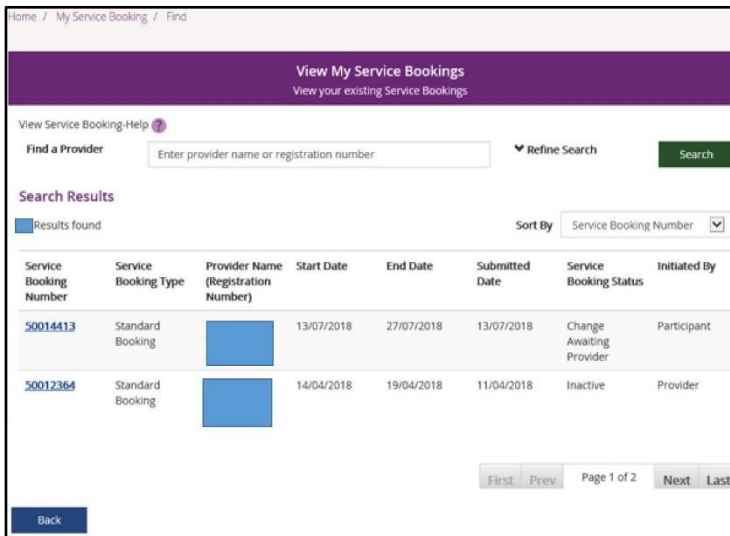 Home / My Service Booking / Find
View My Service Bookings
View your existing Service Bookings
View Service Booking-Help ?
Find a Provider Enter provider name or registration number Refine Search Search
Search Results
Results found Sort By Service Booking Number
Service Booking Number Service Booking Type Provider Name (Registration Number) Start Date End Date Submitted Date Service Booking Status Initiated By
50014413 Standard Booking 13/07/2018 27/07/2018 13/07/2018 Change Awaiting Provider Participant
50012364 Standard Booking 14/04/2018 19/04/2018 11/04/2018 Inactive Provider
First Prev Page 1 of 2 Next Last
Back